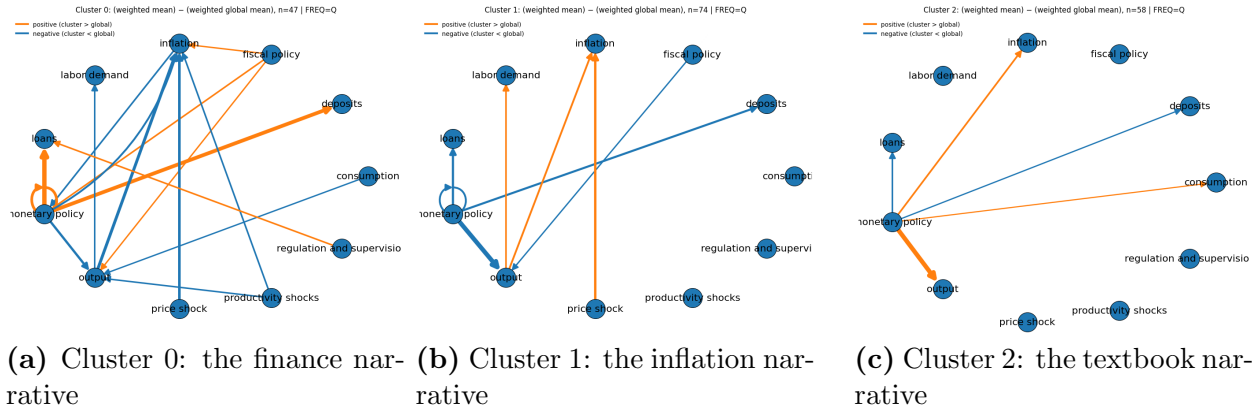 Cluster 0: (weighted mean) − (weighted global mean), n=47 | FREQ=Q
positive (cluster > global)
negative (cluster < global)
inflation
fiscal policy
labor demand
deposits
loans
consumption
monetary policy
regulation and supervisio
output
productivity shocks
price shock
(a) Cluster 0: the finance nar-
rative
Cluster 1: (weighted mean) − (weighted global mean), n=74 | FREQ=Q
positive (cluster > global)
negative (cluster < global)
inflation
fiscal policy
labor demand
deposits
loans
consumpti
monetary policy
regulation and supervi
output
productivity shocks
price shock
(b) Cluster 1: the inflation nar-
rative
Cluster 2: (weighted mean) − (weighted global mean), n=58 | FREQ=Q
positive (cluster > global)
negative (cluster < global)
inflation
fiscal policy
labor demand
deposits
loans
consumption
monetary policy
regulation and supervisio
output
productivity shocks
price shock
(c) Cluster 2: the textbook nar-
rative